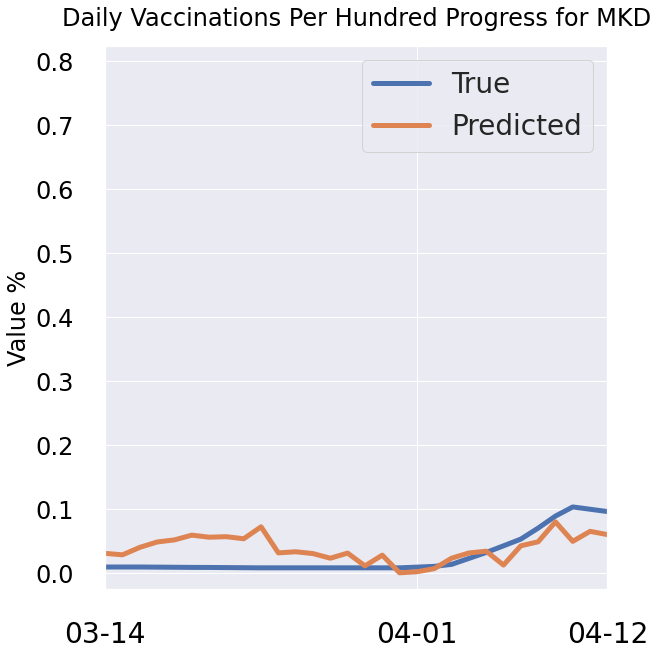 Daily Vaccinations Per Hundred Progress for MKD
True
Predicted
Value %
0.8
0.7
0.6
0.5
0.4
0.3
0.2
0.1
0.0
03-14 04-01 04-12